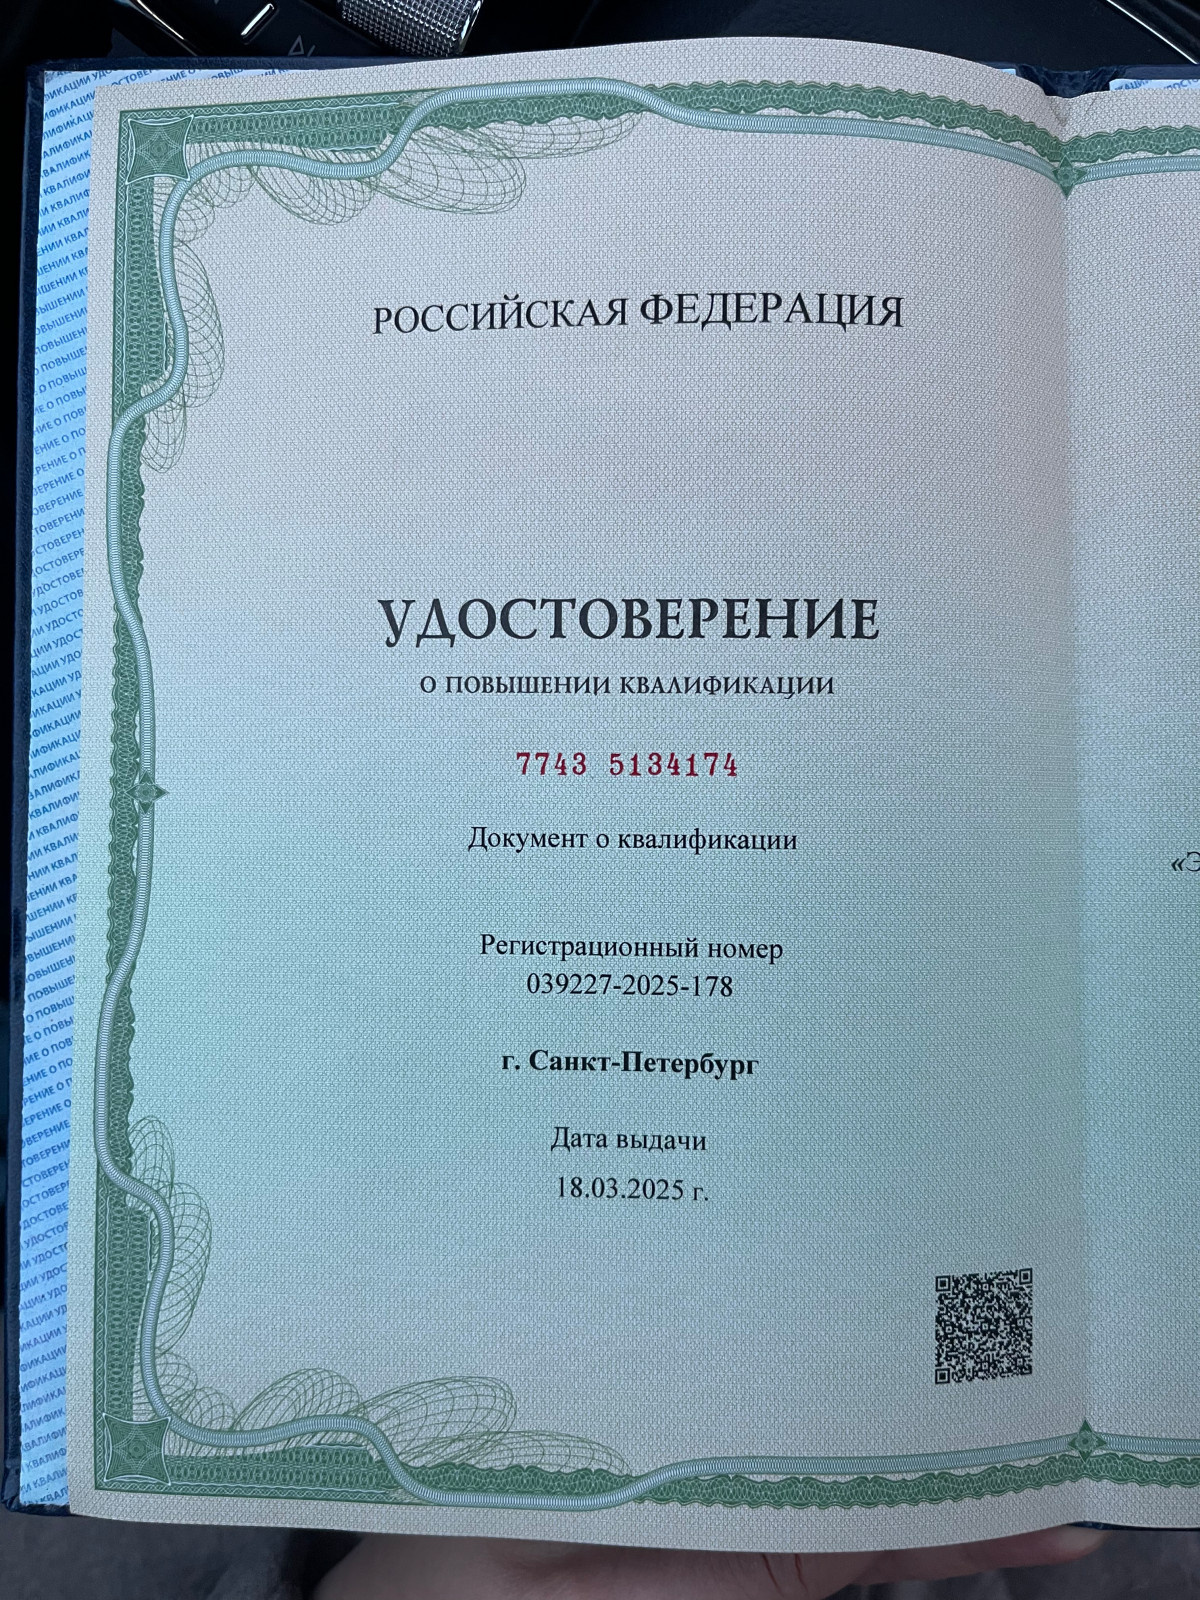 РОССИЙСКАЯ ФЕДЕРАЦИЯ
УДОСТОВЕРЕНИЕ
О ПОВЫШЕНИИ КВАЛИФИКАЦИИ
7743 5134174
Документ о квалификации
Регистрационный номер
039227-2025-178
г. Санкт-Петербург
Дата выдачи
18.03.2025 г.